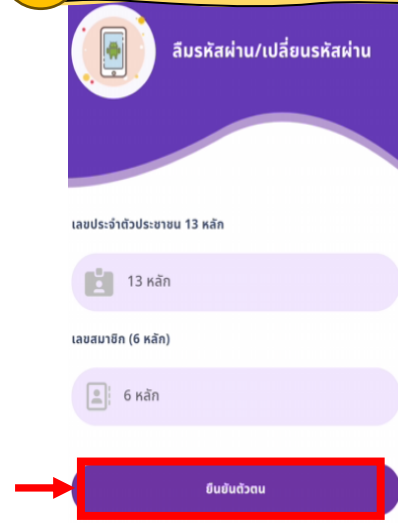 ลืมรหัสผ่าน/เปลี่ยนรหัสผ่าน
เลขประจำตัวประชาชน 13 หลัก
13 หลัก
เลขสมาชิก (6 หลัก)
6 หลัก
ยืนยันตัวตน